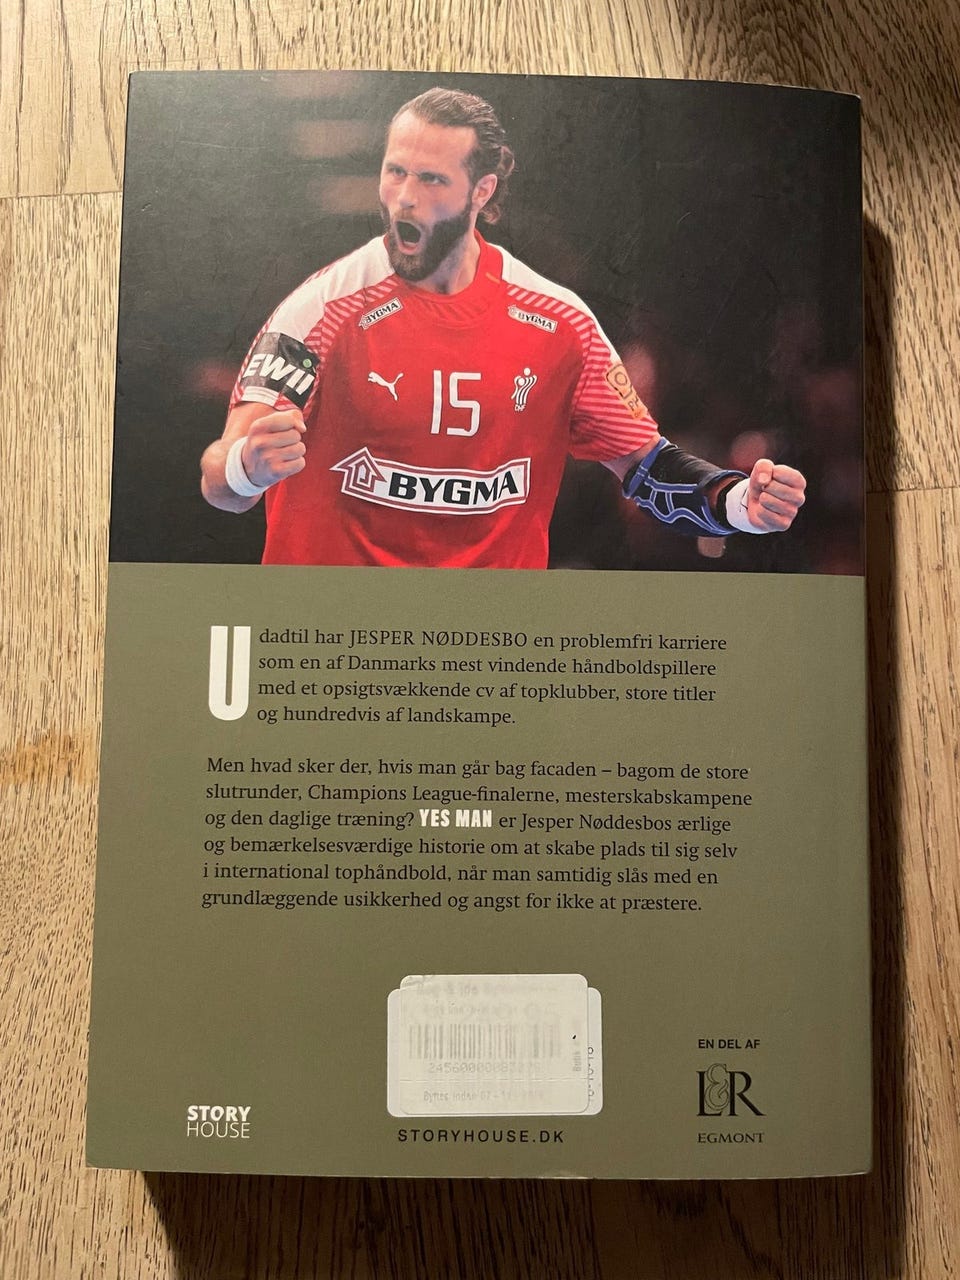 BYGMA
BYGMA
EWII
15
DHF
BYGMA
Udadtil har JESPER NØDDESBO en problemfri karriere
som en af Danmarks mest vindende håndboldspillere
med et opsigtsvækkende cv af topklubber, store titler
og hundredvis af landskampe.
Men hvad sker der, hvis man går bag facaden – bagom de store
slutrunder, Champions League-finalerne, mesterskabskampene
og den daglige træning? YES MAN er Jesper Nøddesbos ærlige
og bemærkelsesværdige historie om at skabe plads til sig selv
i international tophåndbold, når man samtidig slås med en
grundlæggende usikkerhed og angst for ikke at præstere.
Byttes inden 07
STORY
HOUSE
STORYHOUSE.DK
EN DEL AF
L&R
EGMONT